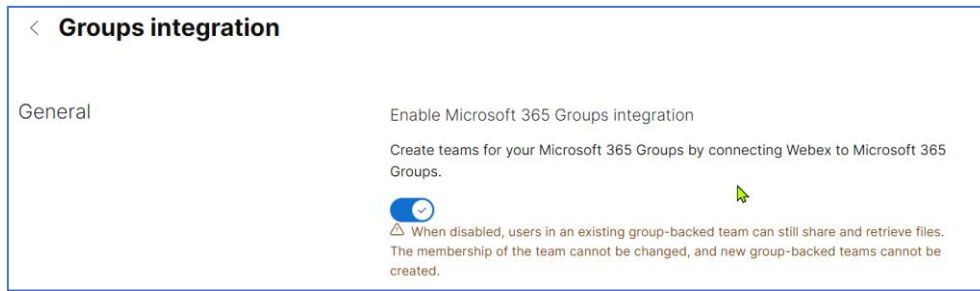 Groups integration
General
Enable Microsoft 365 Groups integration
Create teams for your Microsoft 365 Groups by connecting Webex to Microsoft 365
Groups.
When disabled, users in an existing group-backed team can still share and retrieve files.
The membership of the team cannot be changed, and new group-backed teams cannot be
created.